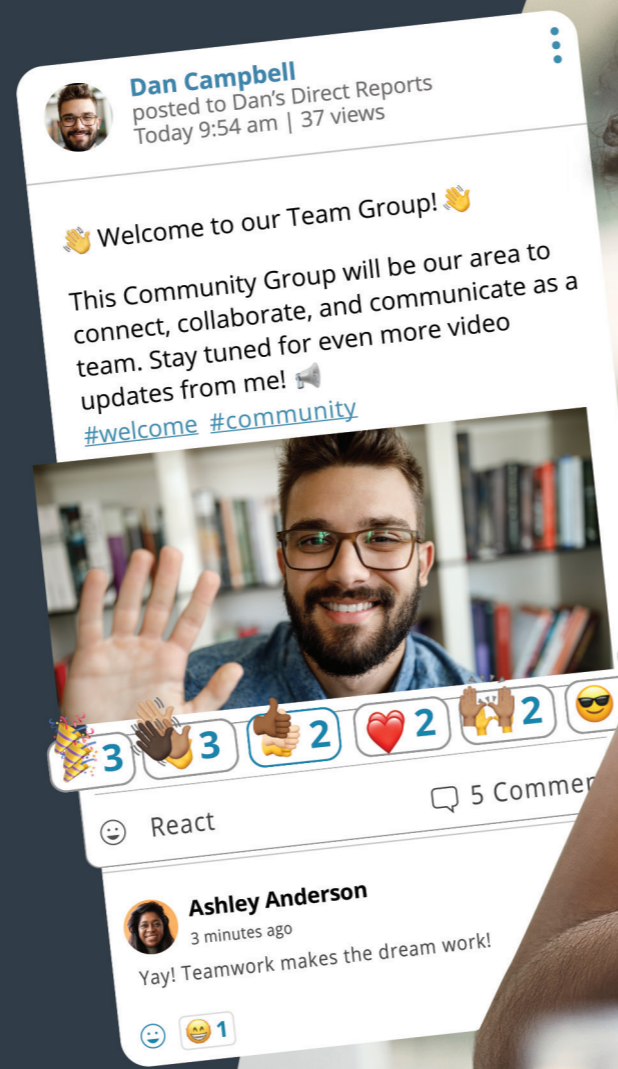 Dan Campbell
posted to Dan's Direct Reports
Today 9:54 am | 37 views
👋 Welcome to our Team Group! 👋
This Community Group will be our area to
connect, collaborate, and communicate as a
team. Stay tuned for even more video
updates from me! 📣
#welcome #community
3 3 2 2 2
React 5 Commen
Ashley Anderson
3 minutes ago
Yay! Teamwork makes the dream work!
1